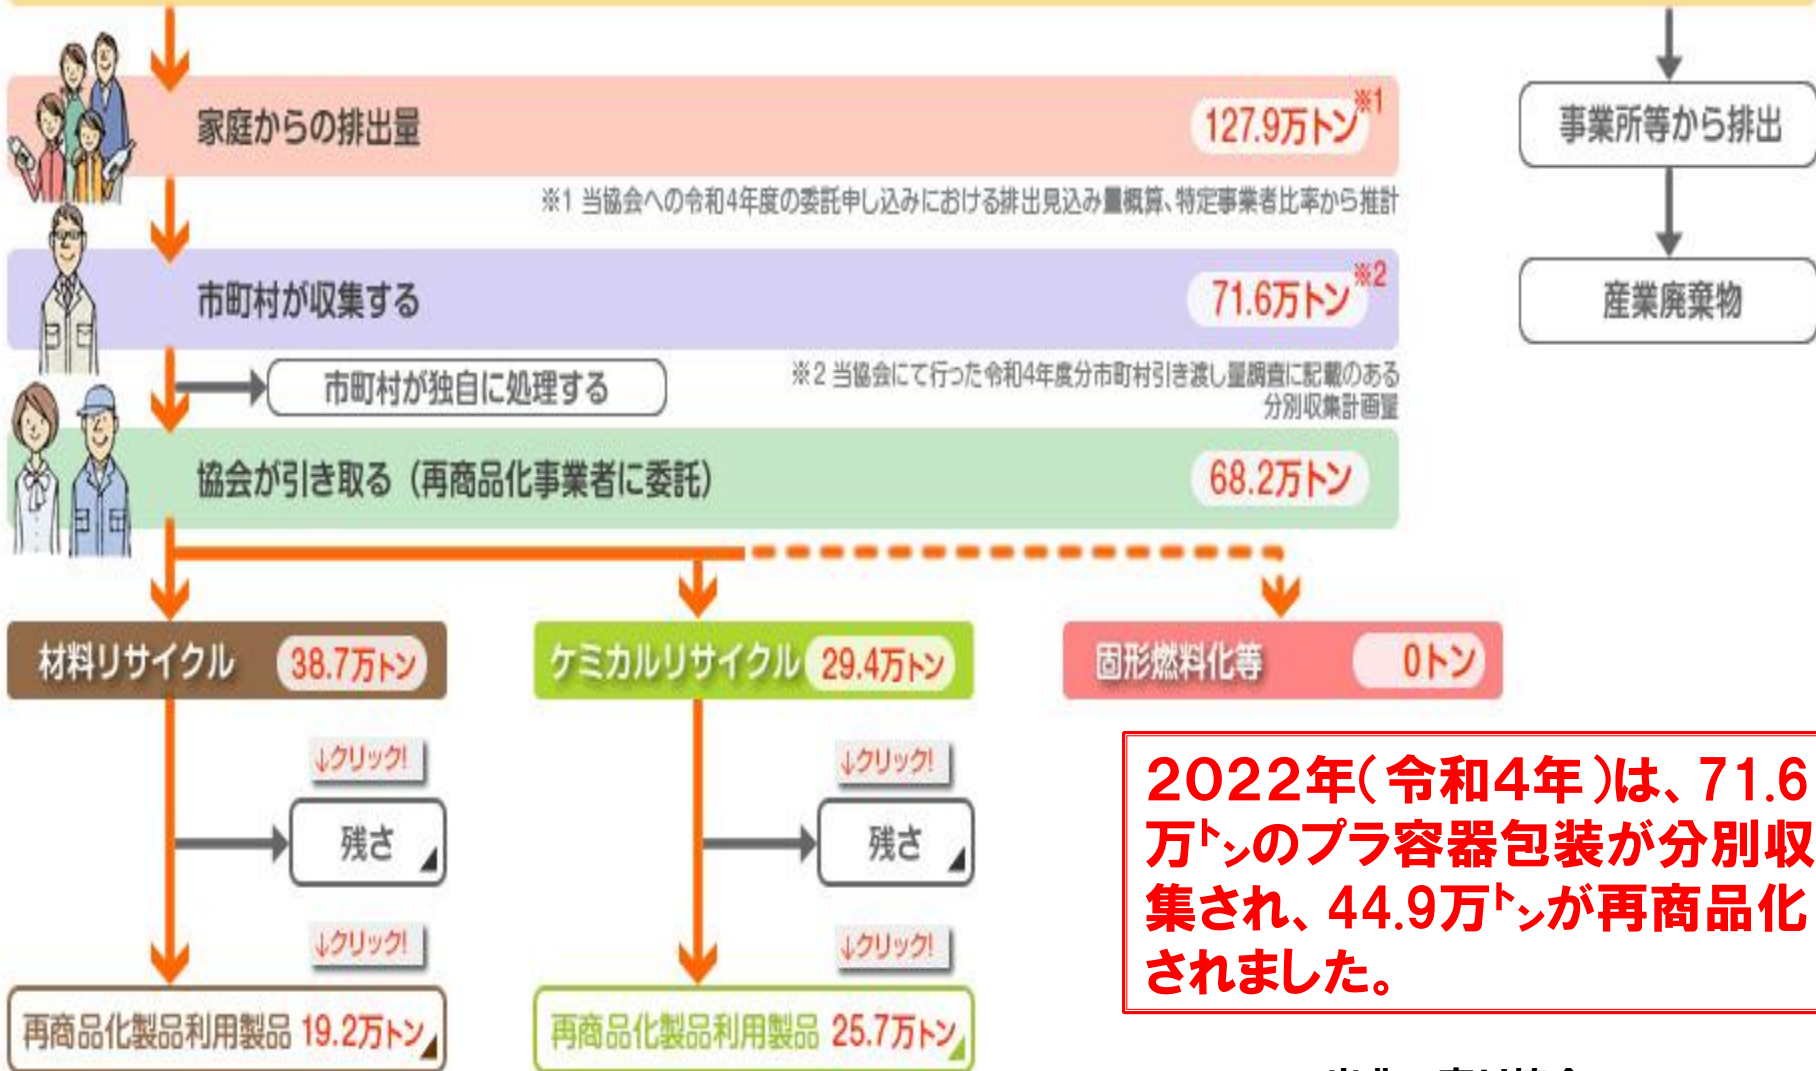 家庭からの排出量
127.9万トン※1
事業所等から排出
※1 当協会への令和4年度の委託申し込みにおける排出見込み量概算、特定事業者比率から推計
市町村が収集する
71.6万トン※2
産業廃棄物
市町村が独自に処理する
※2 当協会にて行った令和4年度分市町村引き渡し量調査に記載のある
分別収集計画量
協会が引き取る（再商品化事業者に委託）
68.2万トン
材料リサイクル 38.7万トン
ケミカルリサイクル 29.4万トン
固形燃料化等 0トン
↓クリック!
↓クリック!
残さ
残さ
↓クリック!
↓クリック!
再商品化製品利用製品 19.2万トン
再商品化製品利用製品 25.7万トン
２０２２年(令和４年)は、71.6
万㌧のプラ容器包装が分別収
集され、44.9万㌧が再商品化
されました。